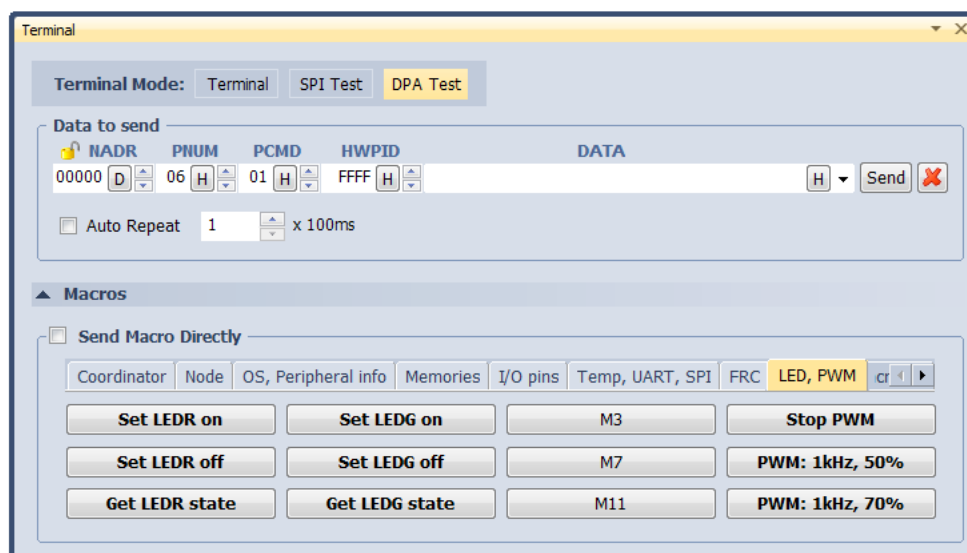 Terminal
Terminal Mode: Terminal SPI Test DPA Test
Data to send
NADR PNUM PCMD HWPID DATA
00000 D 06 H 01 H FFFF H H Send
Auto Repeat 1 x 100ms
Macros
Send Macro Directly
Coordinator Node OS, Peripheral info Memories I/O pins Temp, UART, SPI FRC LED, PWM
Set LEDR on Set LEDG on M3 Stop PWM
Set LEDR off Set LEDG off M7 PWM: 1kHz, 50%
Get LEDR state Get LEDG state M11 PWM: 1kHz, 70%